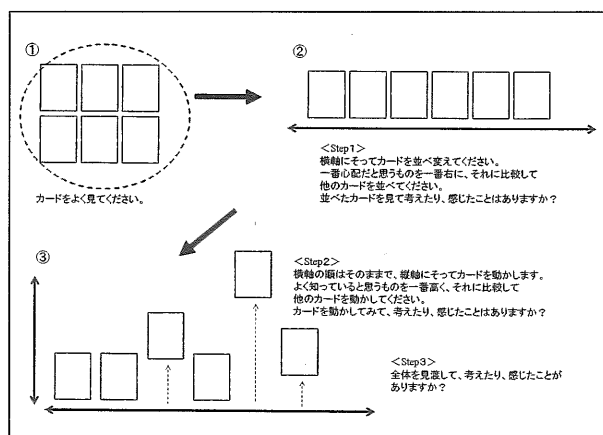 ①
カードをよく見てください。
②
<Step1>
横軸にそってカードを並べ変えてください。
一番心配だと思うものを一番右に、それに比較して
他のカードを並べてください。
並べたカードを見て考えたり、感じたことはありますか？
③
<Step2>
横軸の順はそのままで、縦軸にそってカードを動かします。
よく知っていると思うものを一番高く、それに比較して
他のカードを動かしてください。
カードを動かしてみて、考えたり、感じたことはありますか？
<Step3>
全体を見渡して、考えたり、感じたことが
ありますか？